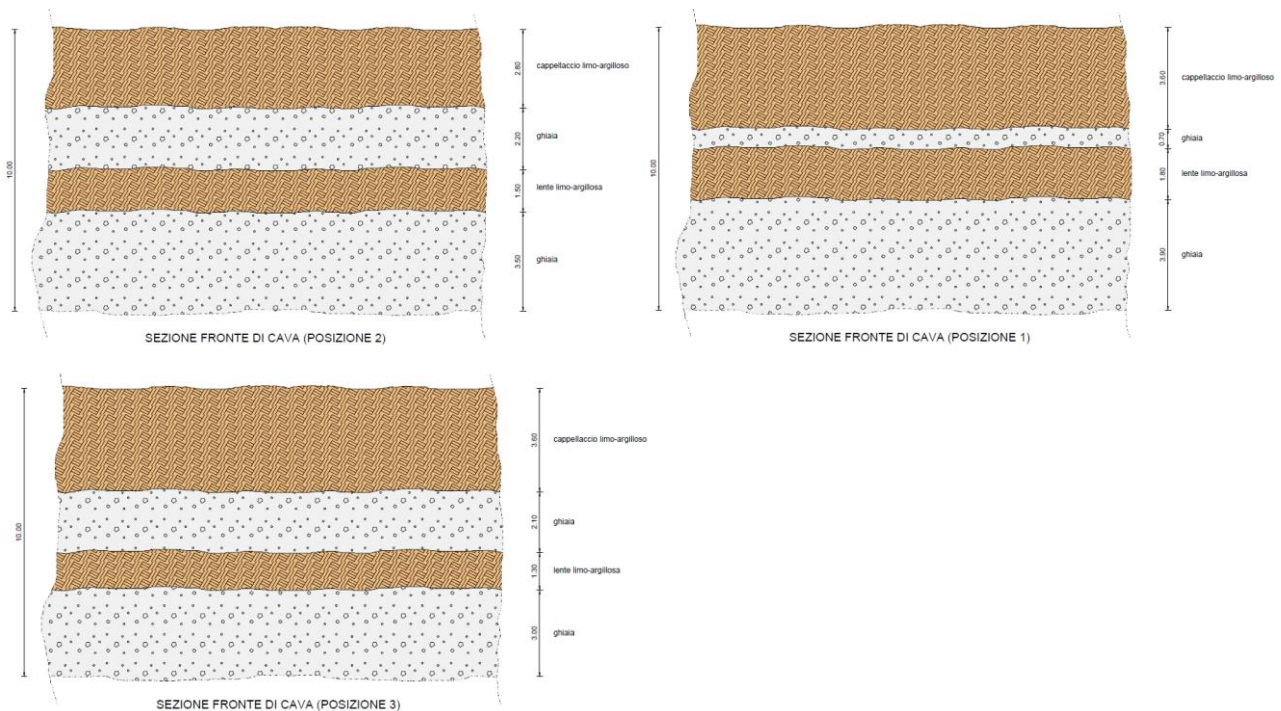 10.00
2.80
cappellaccio limo-argilloso
2.20
ghiaia
1.50
lente limo-argillosa
3.50
ghiaia
SEZIONE FRONTE DI CAVA (POSIZIONE 2)
10.00
3.60
cappellaccio limo-argilloso
0.70
ghiaia
1.80
lente limo-argillosa
3.90
ghiaia
SEZIONE FRONTE DI CAVA (POSIZIONE 1)
10.00
3.60
cappellaccio limo-argilloso
2.10
ghiaia
1.30
lente limo-argillosa
3.00
ghiaia
SEZIONE FRONTE DI CAVA (POSIZIONE 3)